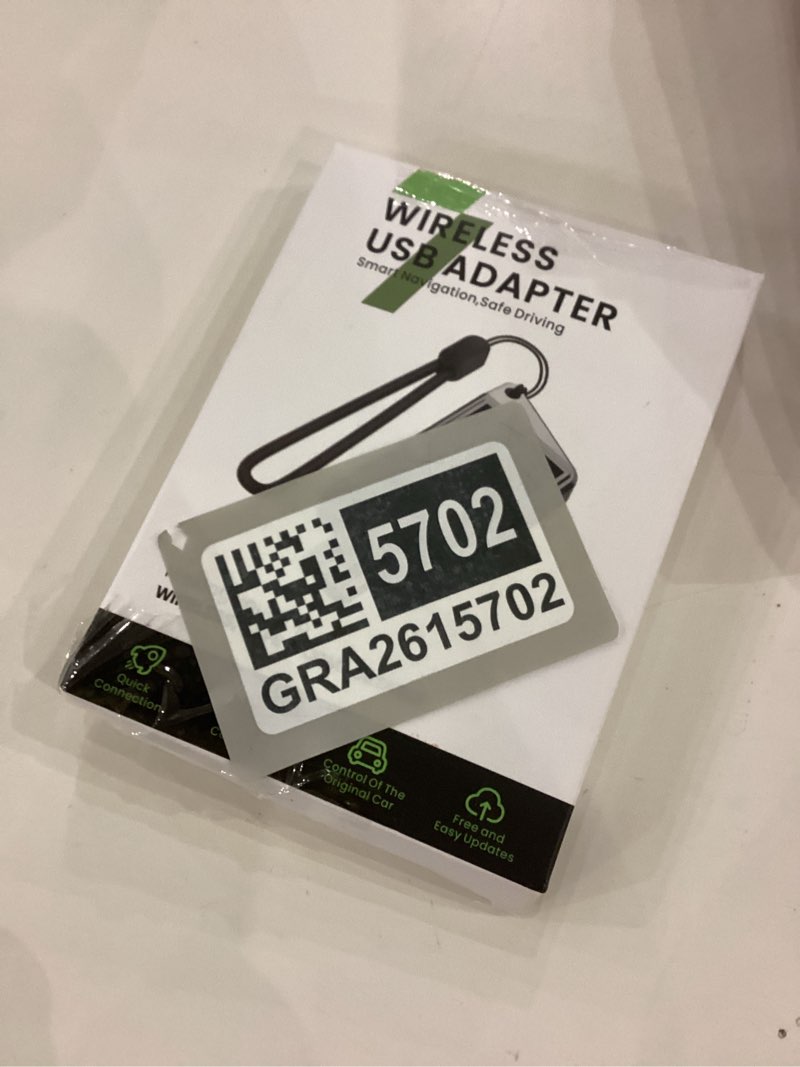 WIRELESS
USB ADAPTER
Smart Navigation,Safe Driving
5702
GRA2615702
Quick
Connection
Control Of The
Original Car
Free and
Easy Updates